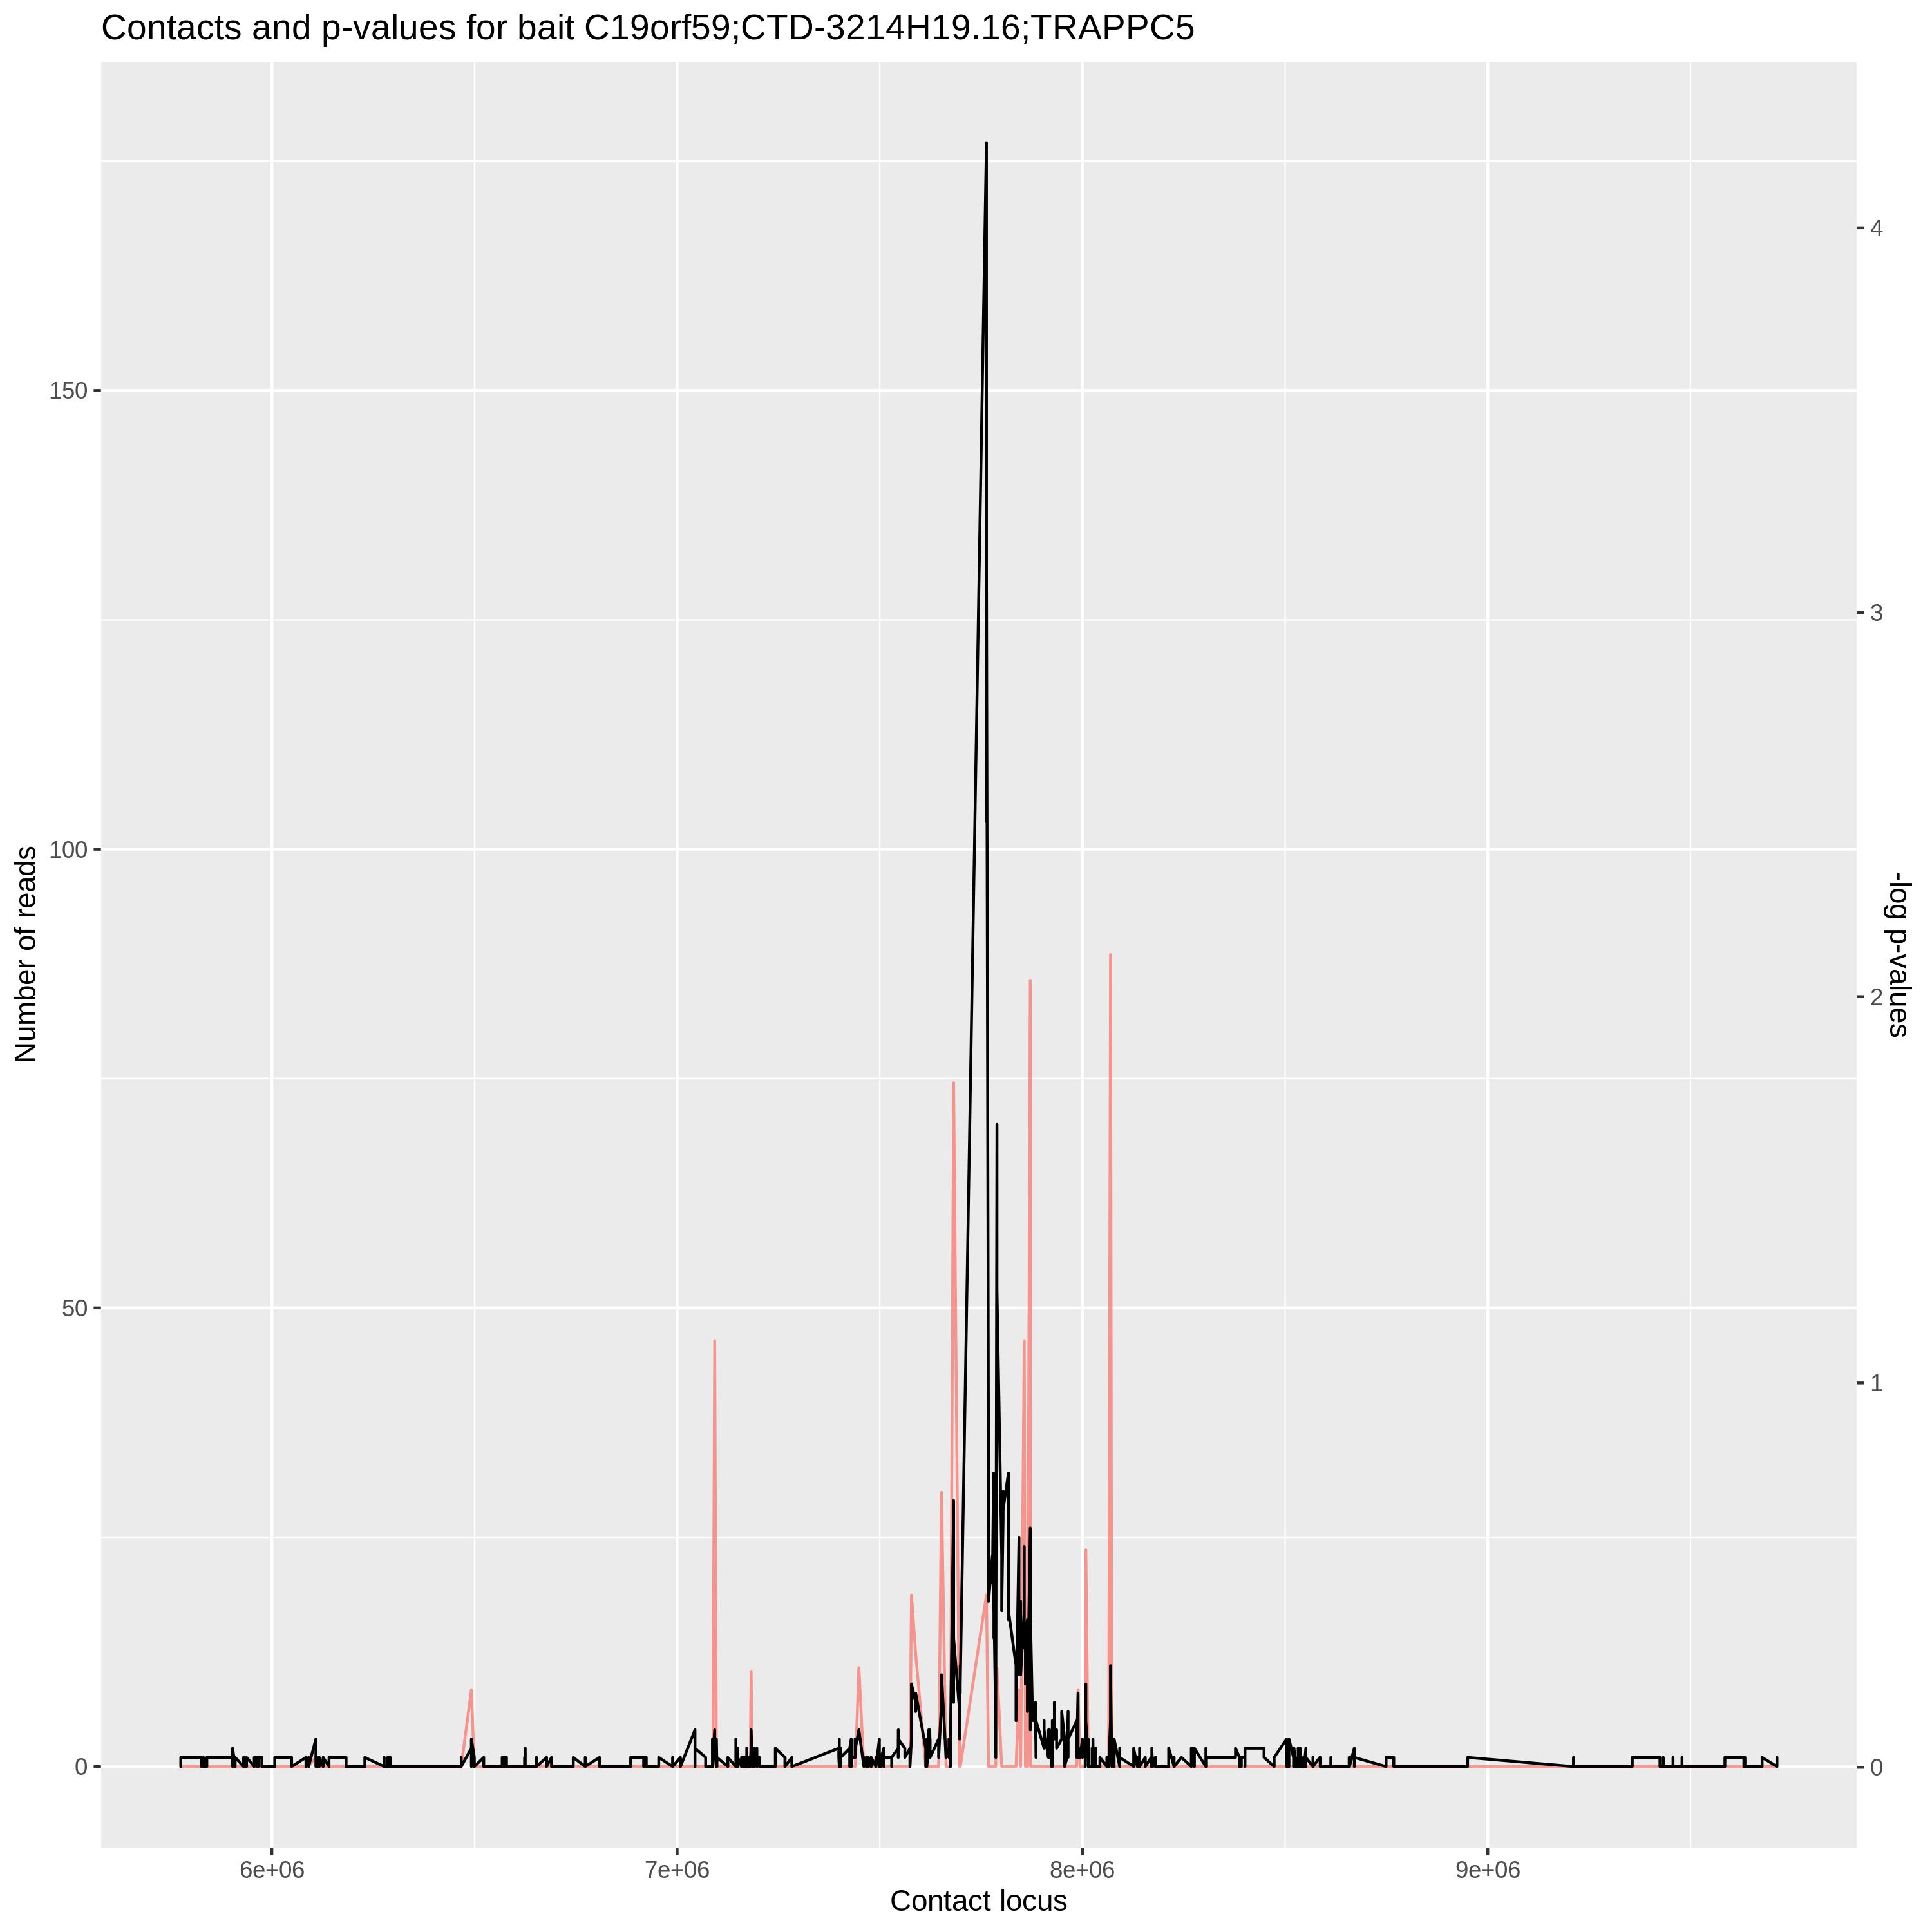 Contacts and p-values for bait C19orf59;CTD-3214H19.16;TRAPPC5
150
100
50
0
Number of reads
4
3
2
1
0
-log p-values
6e+06
7e+06
8e+06
9e+06
Contact locus